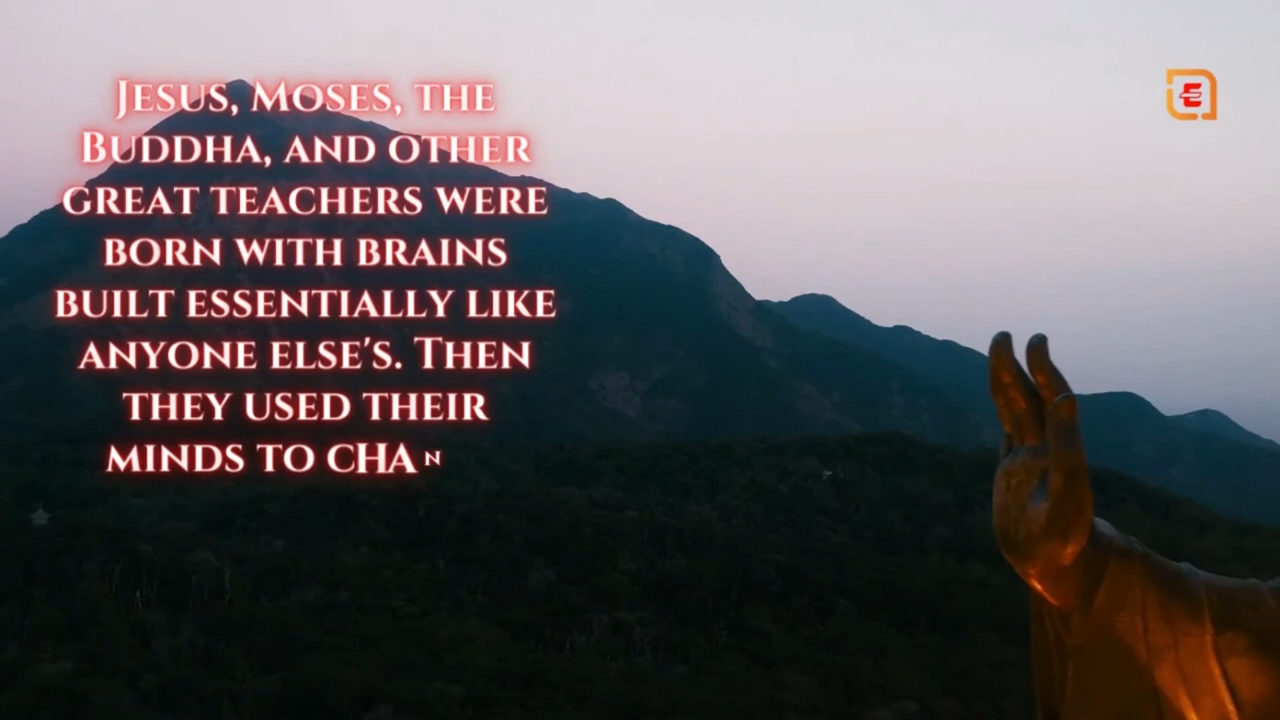 Jesus, Moses, the
Buddha, and other
great teachers were
born with brains
built essentially like
anyone else's. Then
they used their
minds to chan
E